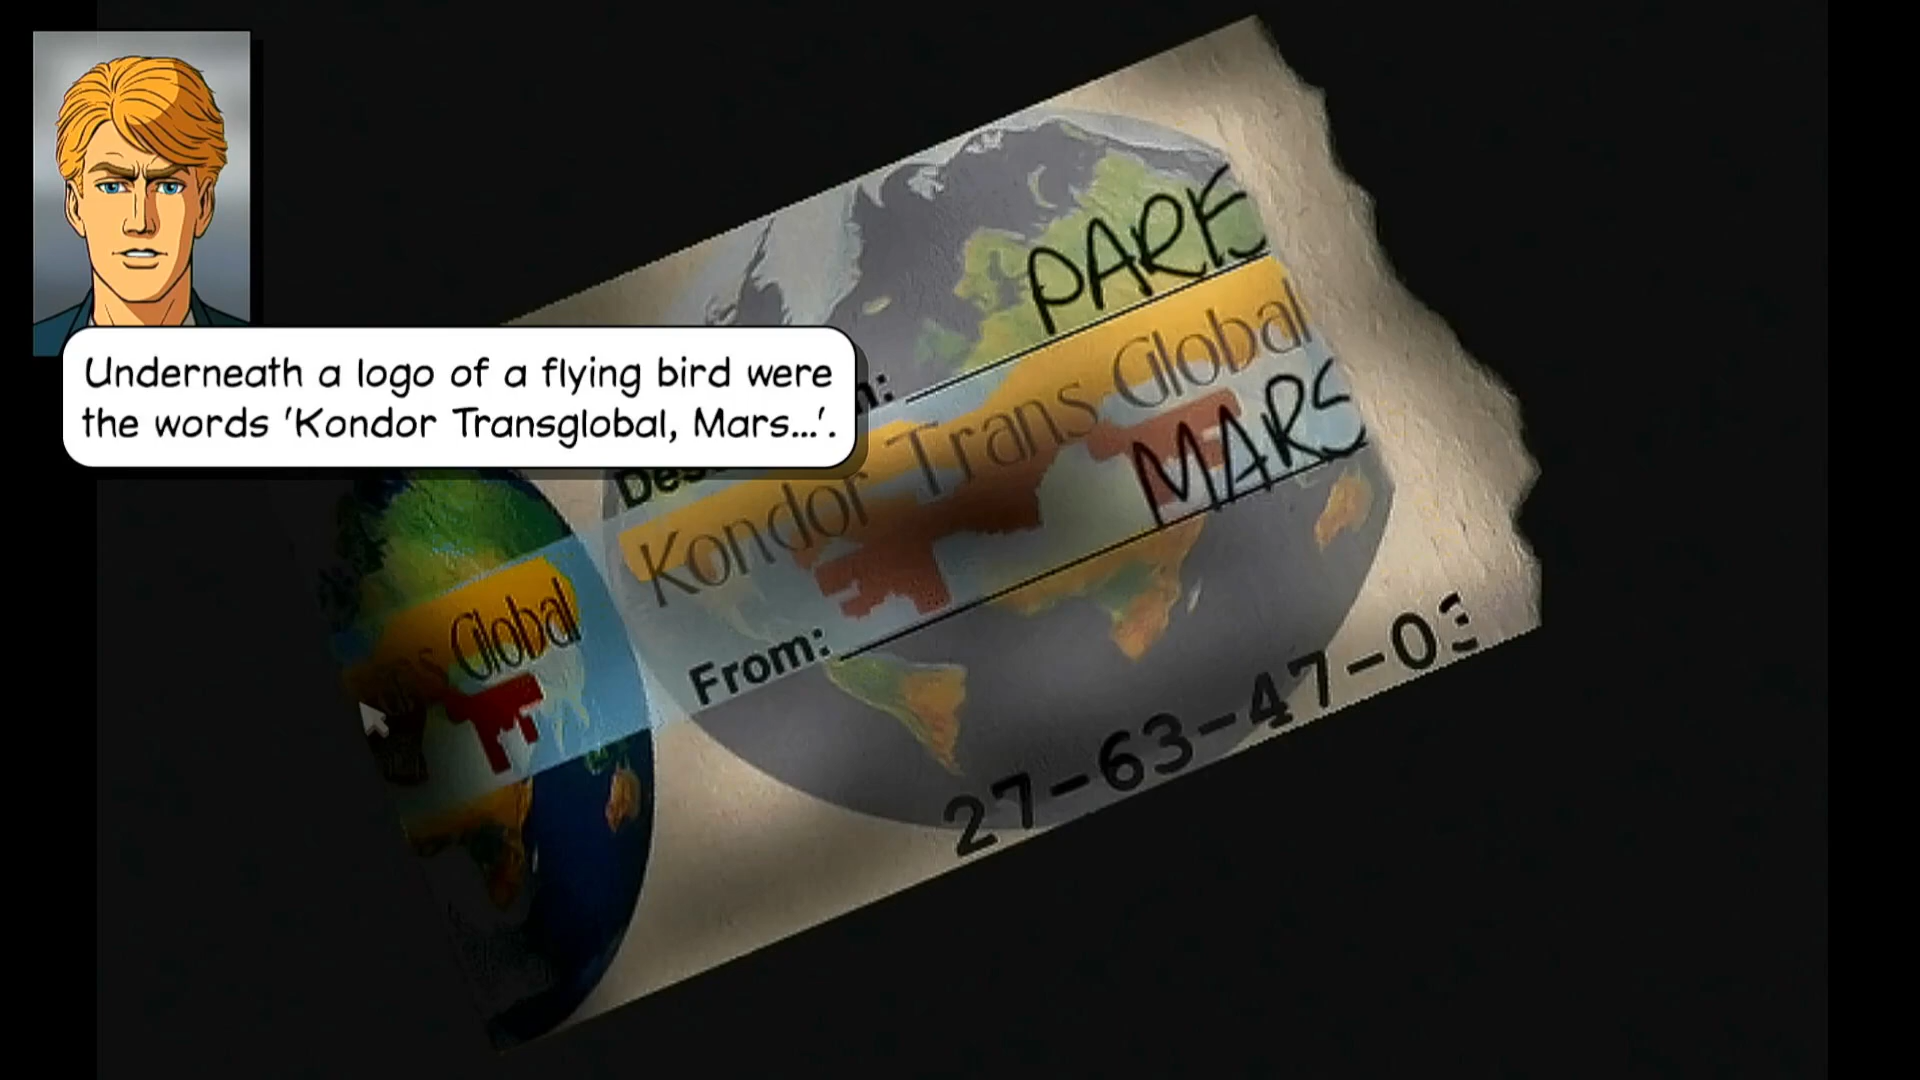 Underneath a logo of a flying bird were
the words 'Kondor Transglobal, Mars...'.
PARIS
Kondor Trans Global
MARS
From:
Global
27-63-47-03